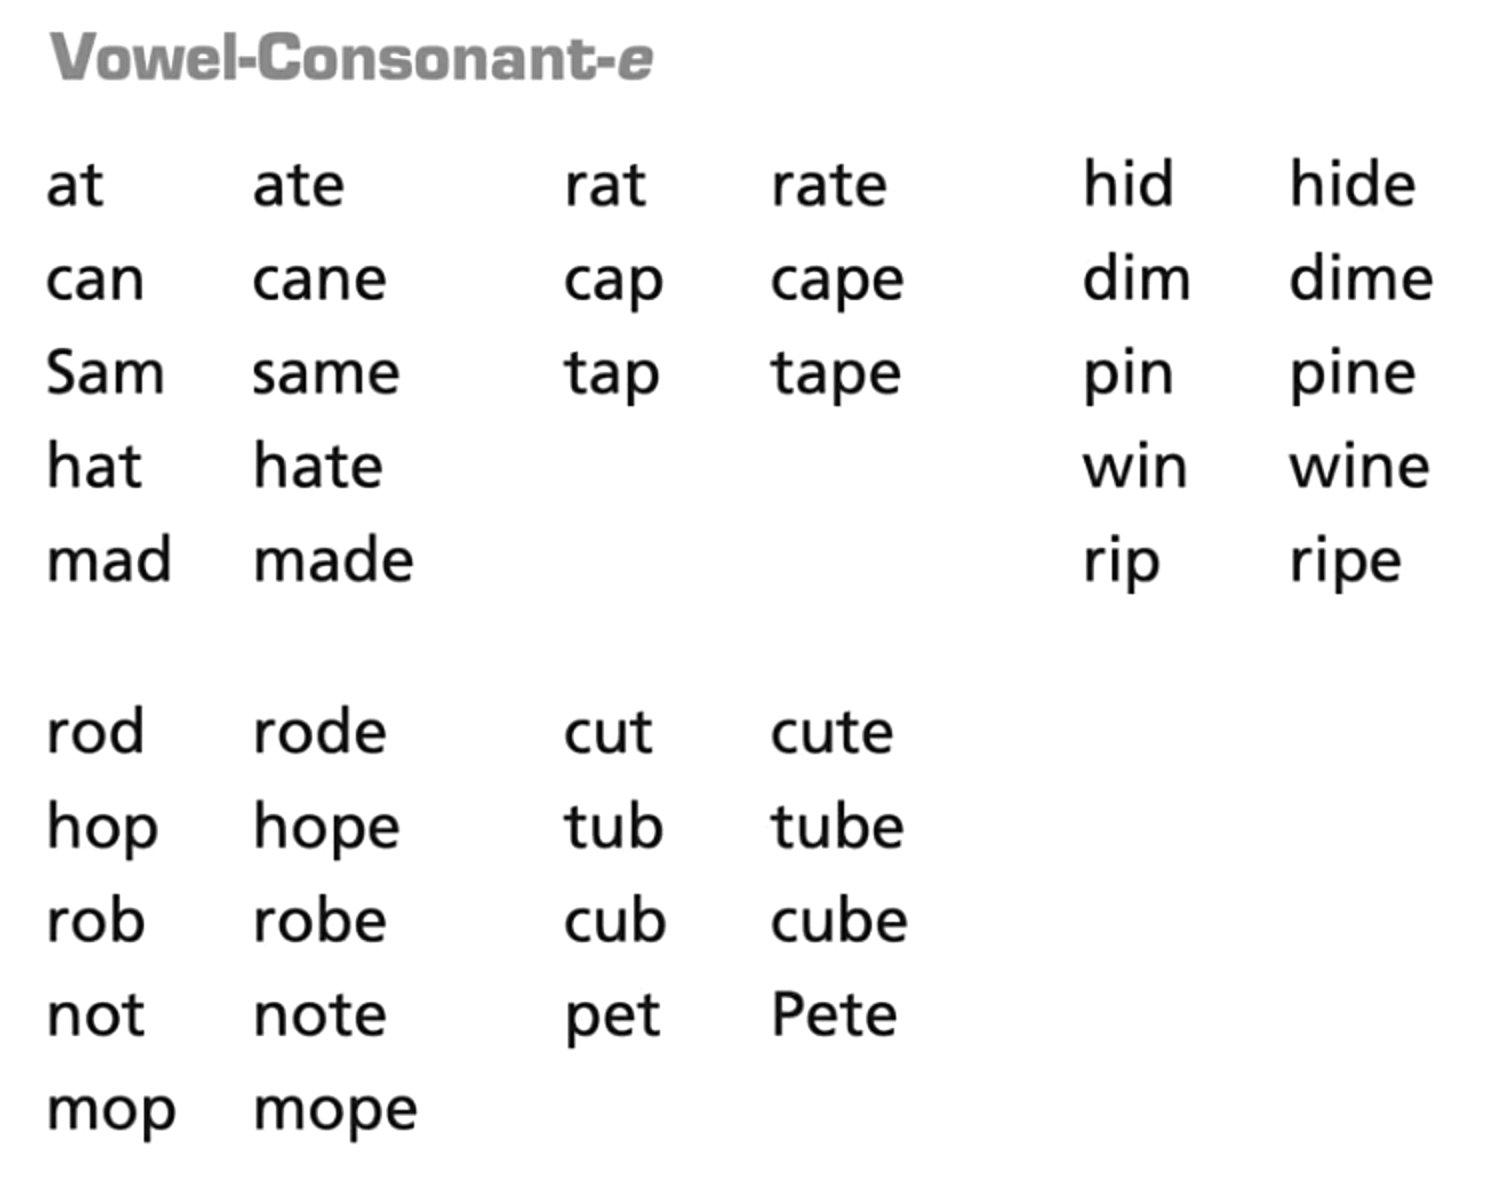 Vowel-Consonant-e
at ate rat rate hid hide
can cane cap cape dim dime
Sam same tap tape pin pine
hat hate win wine
mad made rip ripe
rod rode cut cute
hop hope tub tube
rob robe cub cube
not note pet Pete
mop mope